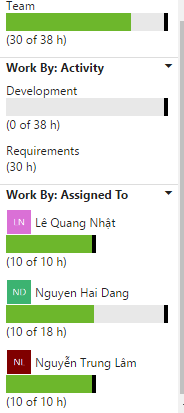 Team
(30 of 38 h)
Work By: Activity
Development
(0 of 38 h)
Requirements
(30 h)
Work By: Assigned To
LN Lê Quang Nhật
(10 of 10 h)
ND Nguyen Hai Dang
(10 of 18 h)
NL Nguyễn Trung Lâm
(10 of 10 h)